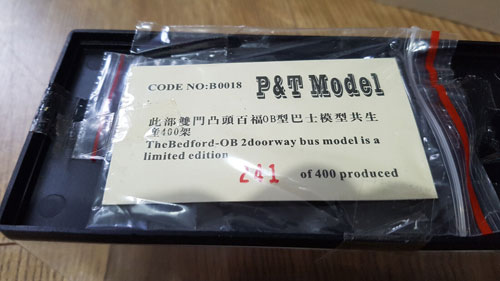 CODE NO:B0018 P&T Model
此部雙門凸頭百福OB型巴士模型共生
產400架
TheBedford-OB 2doorway bus model is a
limited edition
241 of 400 produced